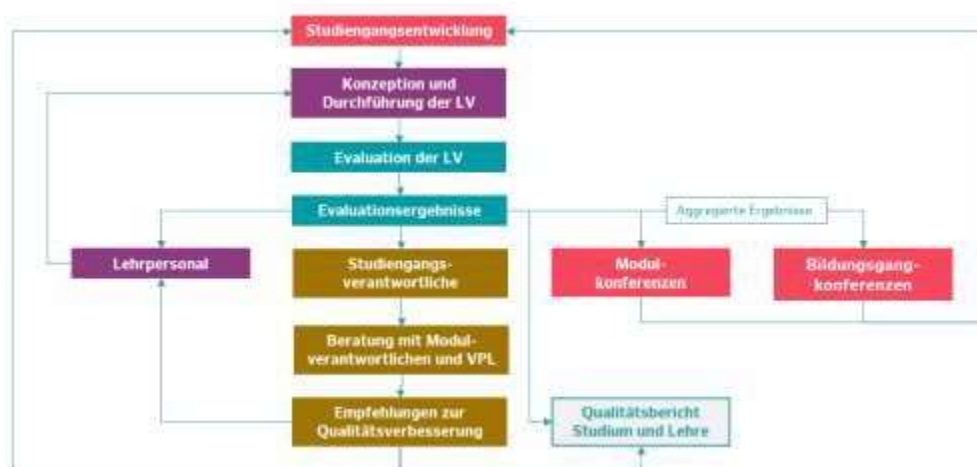 Studiengangsentwicklung
Konzeption und
Durchführung der LV
Evaluation der LV
Evaluationsergebnisse
Aggregierte Ergebnisse
Lehrpersonal
Studiengangs-
verantwortliche
Modul-
konferenzen
Bildungsgang-
konferenzen
Beratung mit Modul-
verantwortlichen und VPL
Empfehlungen zur
Qualitätsverbesserung
Qualitätsbericht
Studium und Lehre